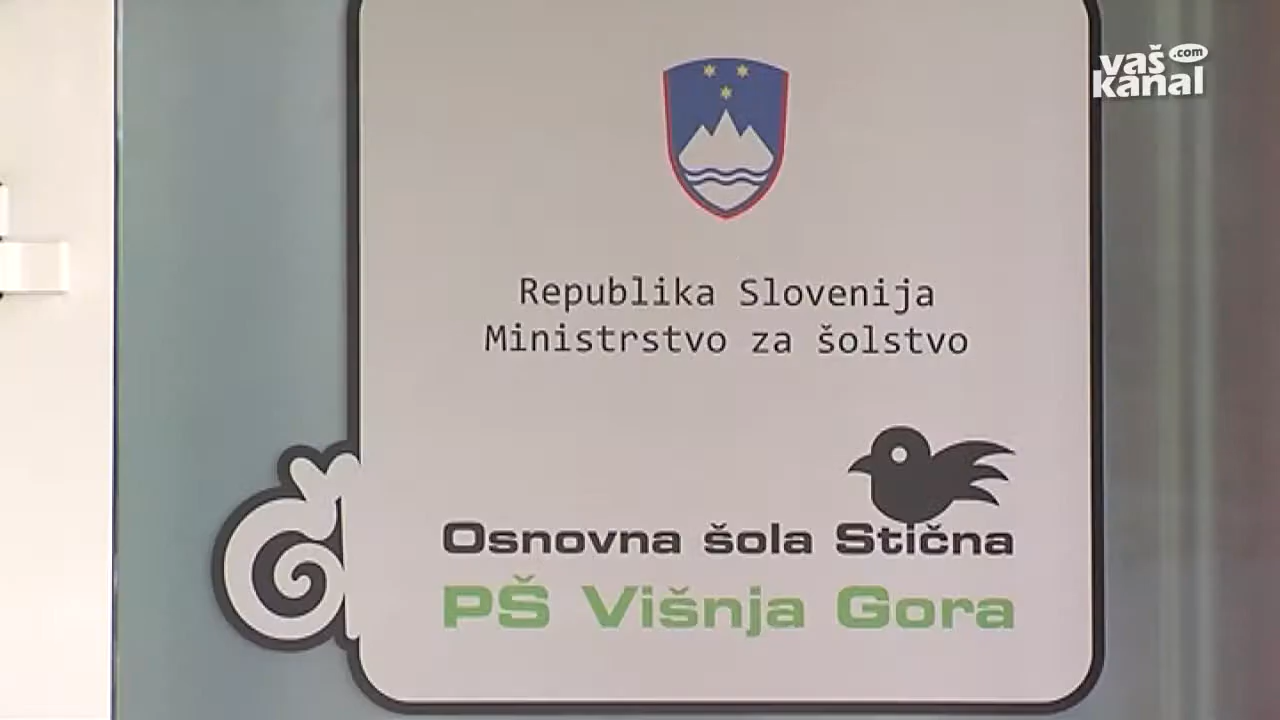 vaš
.com
kanal
Republika Slovenija
Ministrstvo za šolstvo
Osnovna šola Stična
PŠ Višnja Gora